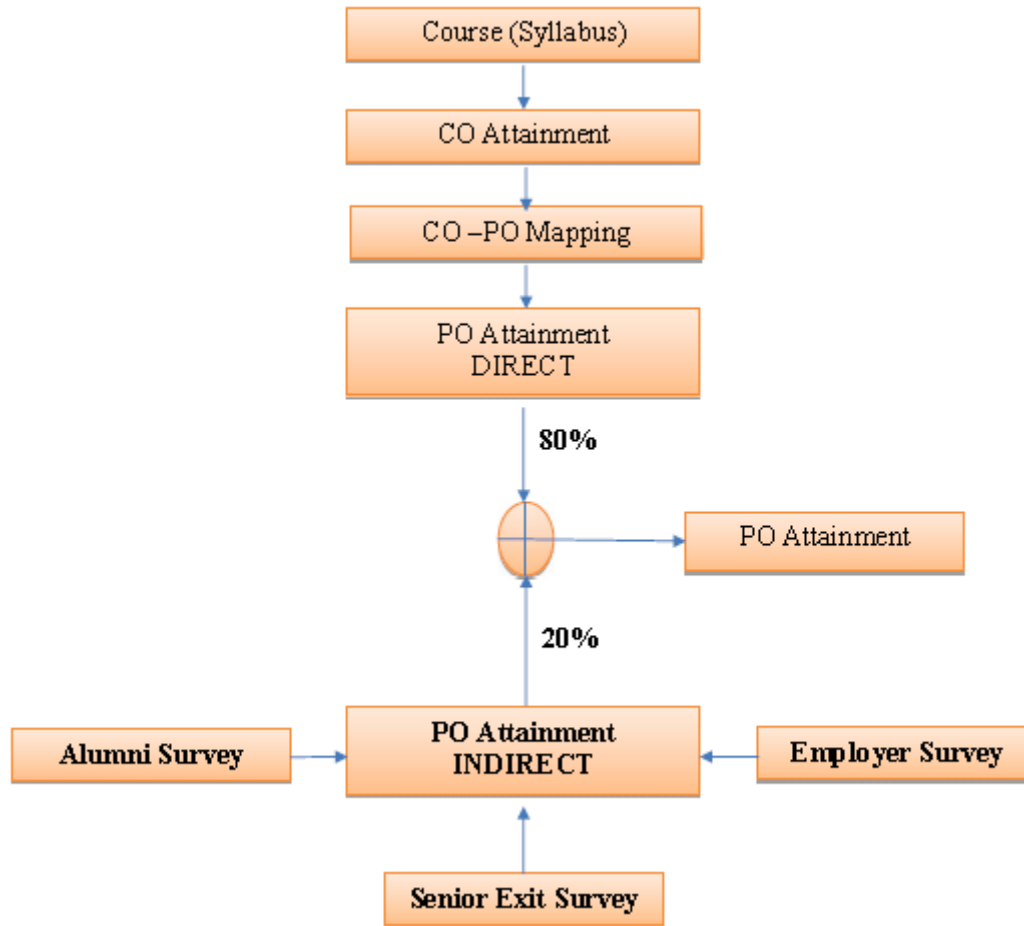 Course (Syllabus)
CO Attainment
CO –PO Mapping
PO Attainment
DIRECT
80%
PO Attainment
20%
PO Attainment
INDIRECT
Alumni Survey
Employer Survey
Senior Exit Survey